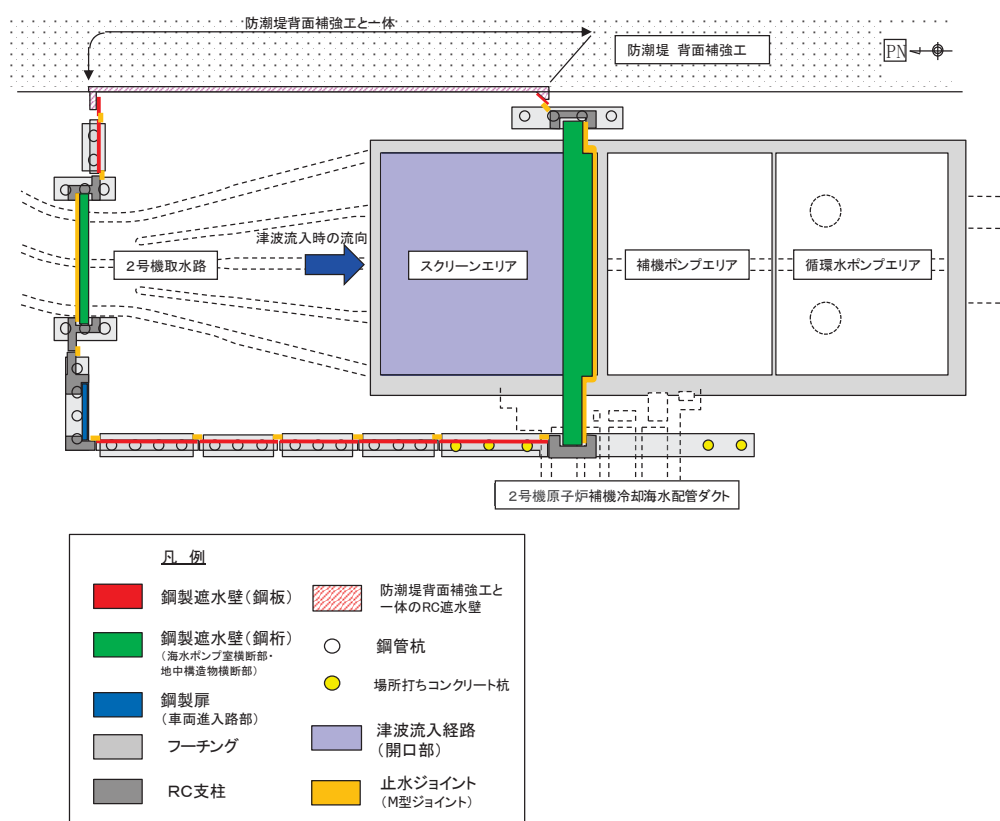 防潮堤背面補強工と一体
防潮堤 背面補強工
PN
2号機取水路
津波流入時の流向
スクリーンエリア
補機ポンプエリア
循環水ポンプエリア
2号機原子炉補機冷却海水配管ダクト
凡 例
鋼製遮水壁(鋼板)
鋼製遮水壁(鋼桁)
(海水ポンプ室横断部・
地中構造物横断部)
鋼製扉
(車両進入路部)
フーチング
RC支柱
防潮堤背面補強工と
一体のRC遮水壁
鋼管杭
場所打ちコンクリート杭
津波流入経路
(開口部)
止水ジョイント
(M型ジョイント)